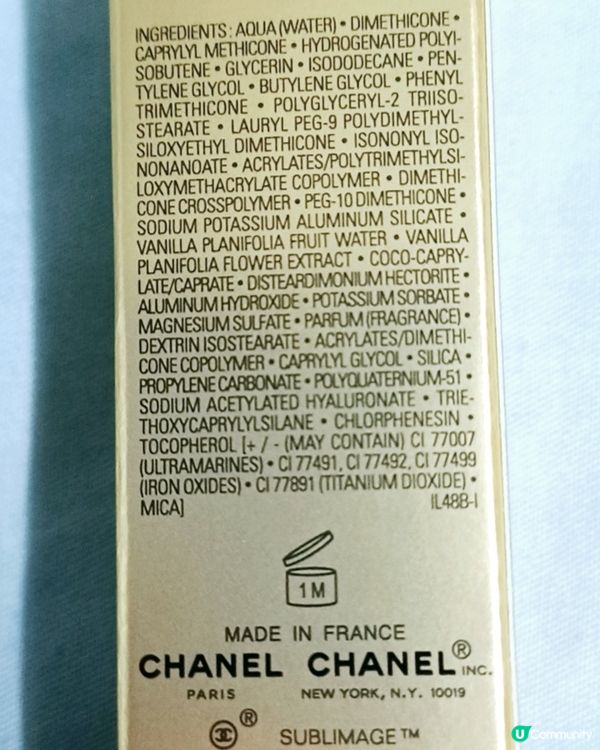 INGREDIENTS: AQUA (WATER) • DIMETHICONE •
CAPRYLYL METHICONE • HYDROGENATED POLYI-
SOBUTENE • GLYCERIN • ISODODECANE • PEN-
TYLENE GLYCOL • BUTYLENE GLYCOL • PHENYL
TRIMETHICONE • POLYGLYCERYL-2 TRIISO-
STEARATE • LAURYL PEG-9 POLYDIMETHYL-
SILOXYETHYL DIMETHICONE • ISONONYL ISO-
NONANOATE • ACRYLATES/POLYTRIMETHYLSI-
LOXYMETHACRYLATE COPOLYMER • DIMETHI-
CONE CROSSPOLYMER • PEG-10 DIMETHICONE •
SODIUM POTASSIUM ALUMINUM SILICATE •
VANILLA PLANIFOLIA FRUIT WATER • VANILLA
PLANIFOLIA FLOWER EXTRACT • COCO-CAPRY-
LATE/CAPRATE • DISTEARDIMONIUM HECTORITE •
ALUMINUM HYDROXIDE • POTASSIUM SORBATE •
MAGNESIUM SULFATE • PARFUM (FRAGRANCE) •
DEXTRIN ISOSTEARATE • ACRYLATES/DIMETHI-
CONE COPOLYMER • CAPRYLYL GLYCOL • SILICA •
PROPYLENE CARBONATE • POLYQUATERNIUM-51 •
SODIUM ACETYLATED HYALURONATE • TRIE-
THOXYCAPRYLYLSILANE • CHLORPHENESIN •
TOCOPHEROL [+ / - (MAY CONTAIN) CI 77007
(ULTRAMARINES) • CI 77491, CI 77492, CI 77499
(IRON OXIDES) • CI 77891 (TITANIUM DIOXIDE) •
MICA] IL48B-I
1 M
MADE IN FRANCE
CHANEL CHANEL® INC.
PARIS NEW YORK, N.Y. 10019
® SUBLIMAGE™
U Community